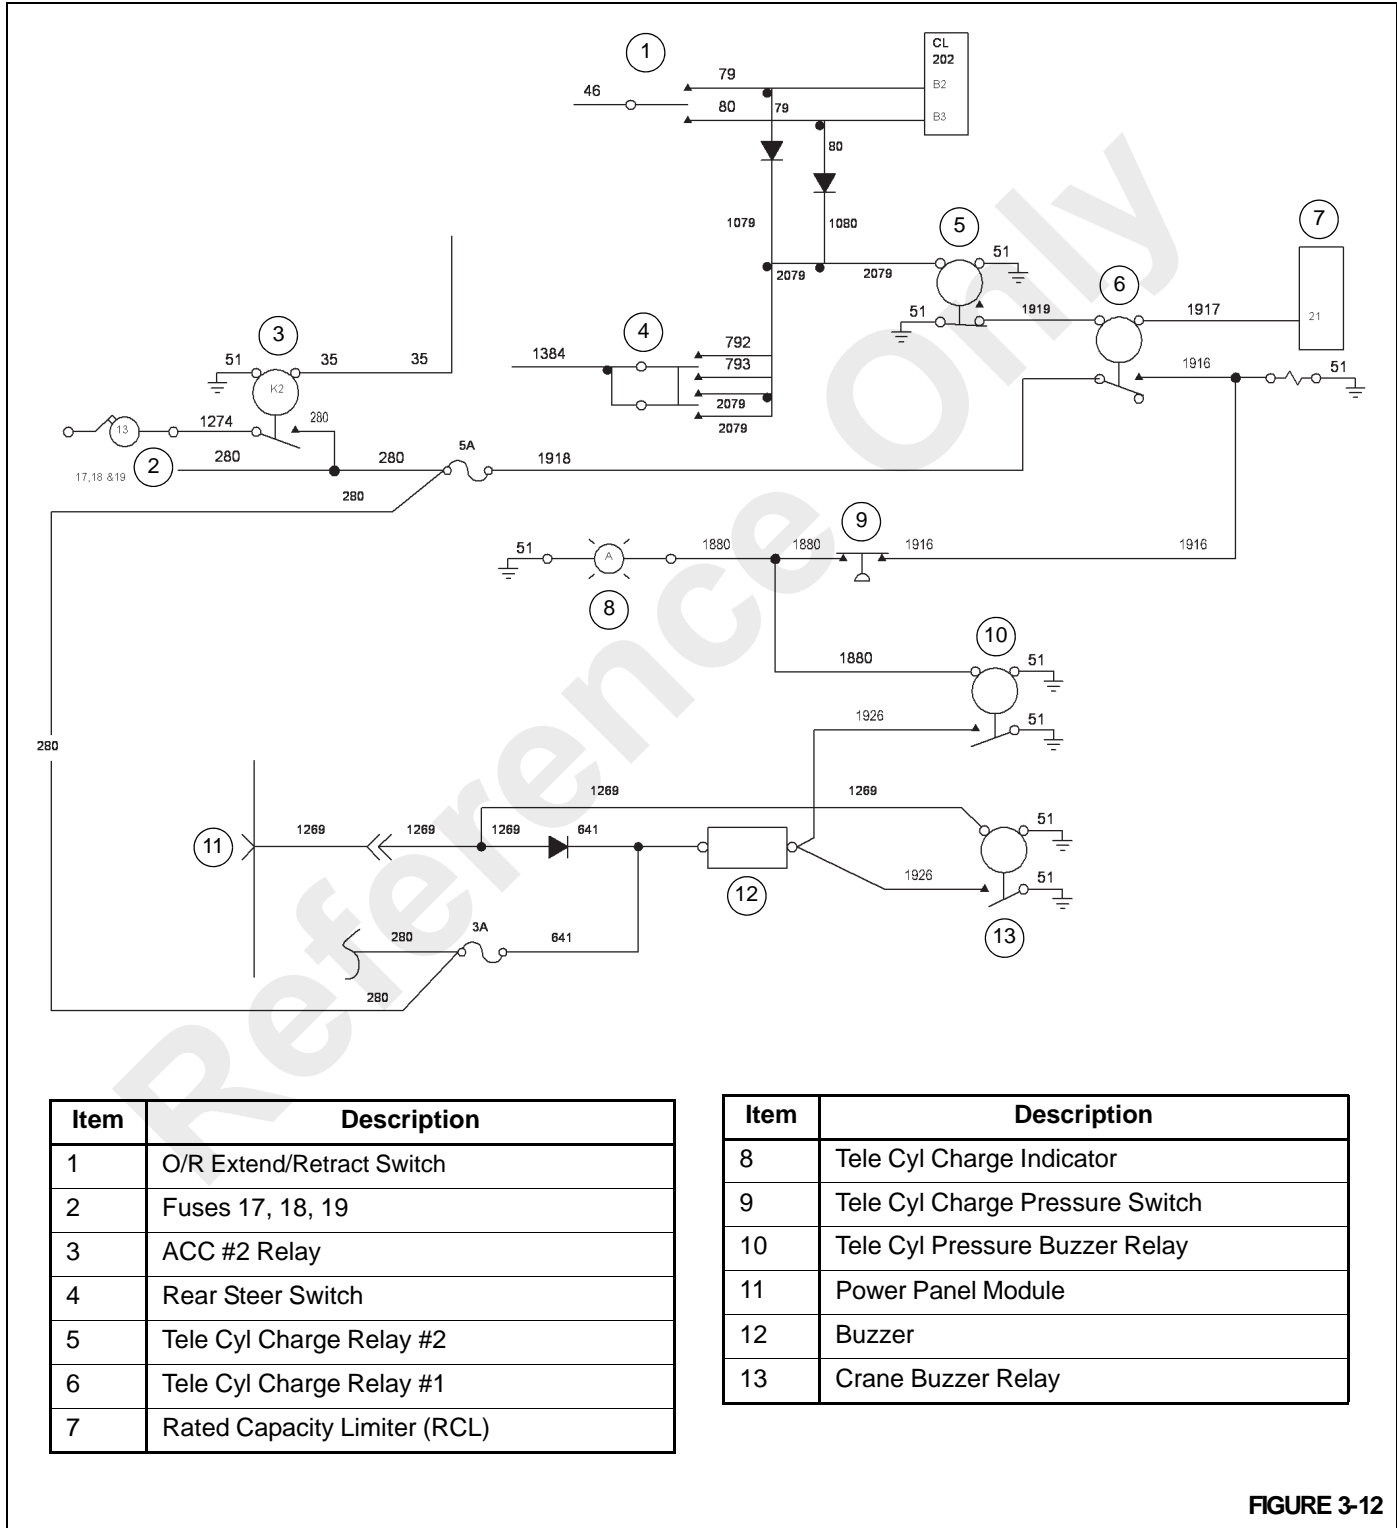 1
CL
202
79
B2
46
80
79
B3
80
1079
1080
5
7
51
2079
2079
6
3
4
51
1919
1917
21
51
35
35
1384
792
793
1916
51
K2
2079
1274
280
2079
13
5A
280
2
280
1918
17,18 &19
280
9
51
1880
1880
1916
1916
A
8
10
1880
51
1926
51
280
1269
1269
51
11
1269
1269
1269
641
1926
51
12
3A
13
280
641
280
Reference Only
Item Description
1 O/R Extend/Retract Switch
2 Fuses 17, 18, 19
3 ACC #2 Relay
4 Rear Steer Switch
5 Tele Cyl Charge Relay #2
6 Tele Cyl Charge Relay #1
7 Rated Capacity Limiter (RCL)
Item Description
8 Tele Cyl Charge Indicator
9 Tele Cyl Charge Pressure Switch
10 Tele Cyl Pressure Buzzer Relay
11 Power Panel Module
12 Buzzer
13 Crane Buzzer Relay
FIGURE 3-12